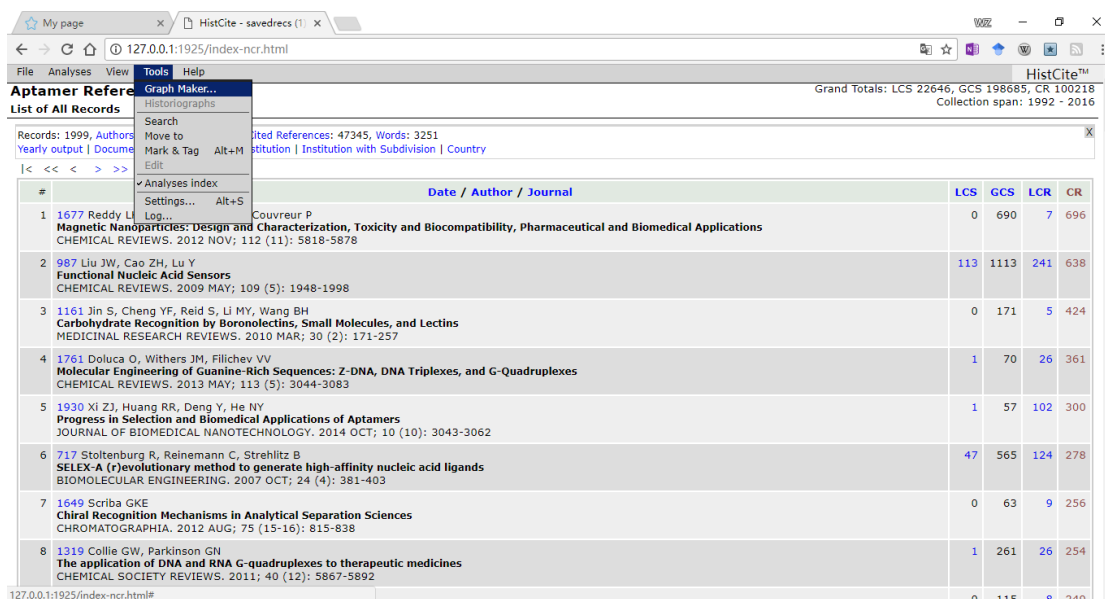 My page
HistCite - savedrecs (1)
WZ
127.0.0.1:1925/index-ncr.html
File Analyses View Tools Help
HistCite™
Aptamer Refere
Grand Totals: LCS 22646, GCS 198685, CR 100218
List of All Records
Collection span: 1992 - 2016
Graph Maker...
Historiographs
Search
Move to
Mark & Tag Alt+M
Edit
Analyses index
Settings... Alt+S
Log...
Records: 1999, Authors
ited References: 47345, Words: 3251
X
Yearly output | Docume
stitution | Institution with Subdivision | Country
|< << < > >>
# Date / Author / Journal LCS GCS LCR CR
1 1677 Reddy LH Couvreur P 0 690 7 696
Magnetic Nanoparticles: Design and Characterization, Toxicity and Biocompatibility, Pharmaceutical and Biomedical Applications
CHEMICAL REVIEWS. 2012 NOV; 112 (11): 5818-5878
2 987 Liu JW, Cao ZH, Lu Y 113 1113 241 638
Functional Nucleic Acid Sensors
CHEMICAL REVIEWS. 2009 MAY; 109 (5): 1948-1998
3 1161 Jin S, Cheng YF, Reid S, Li MY, Wang BH 0 171 5 424
Carbohydrate Recognition by Boronolectins, Small Molecules, and Lectins
MEDICINAL RESEARCH REVIEWS. 2010 MAR; 30 (2): 171-257
4 1761 Doluca O, Withers JM, Filichev VV 1 70 26 361
Molecular Engineering of Guanine-Rich Sequences: Z-DNA, DNA Triplexes, and G-Quadruplexes
CHEMICAL REVIEWS. 2013 MAY; 113 (5): 3044-3083
5 1930 Xi ZJ, Huang RR, Deng Y, He NY 1 57 102 300
Progress in Selection and Biomedical Applications of Aptamers
JOURNAL OF BIOMEDICAL NANOTECHNOLOGY. 2014 OCT; 10 (10): 3043-3062
6 717 Stoltenburg R, Reinemann C, Strehlitz B 47 565 124 278
SELEX-A (r)evolutionary method to generate high-affinity nucleic acid ligands
BIOMOLECULAR ENGINEERING. 2007 OCT; 24 (4): 381-403
7 1649 Scriba GKE 0 63 9 256
Chiral Recognition Mechanisms in Analytical Separation Sciences
CHROMATOGRAPHIA. 2012 AUG; 75 (15-16): 815-838
8 1319 Collie GW, Parkinson GN 1 261 26 254
The application of DNA and RNA G-quadruplexes to therapeutic medicines
CHEMICAL SOCIETY REVIEWS. 2011; 40 (12): 5867-5892
127.0.0.1:1925/index-ncr.html#